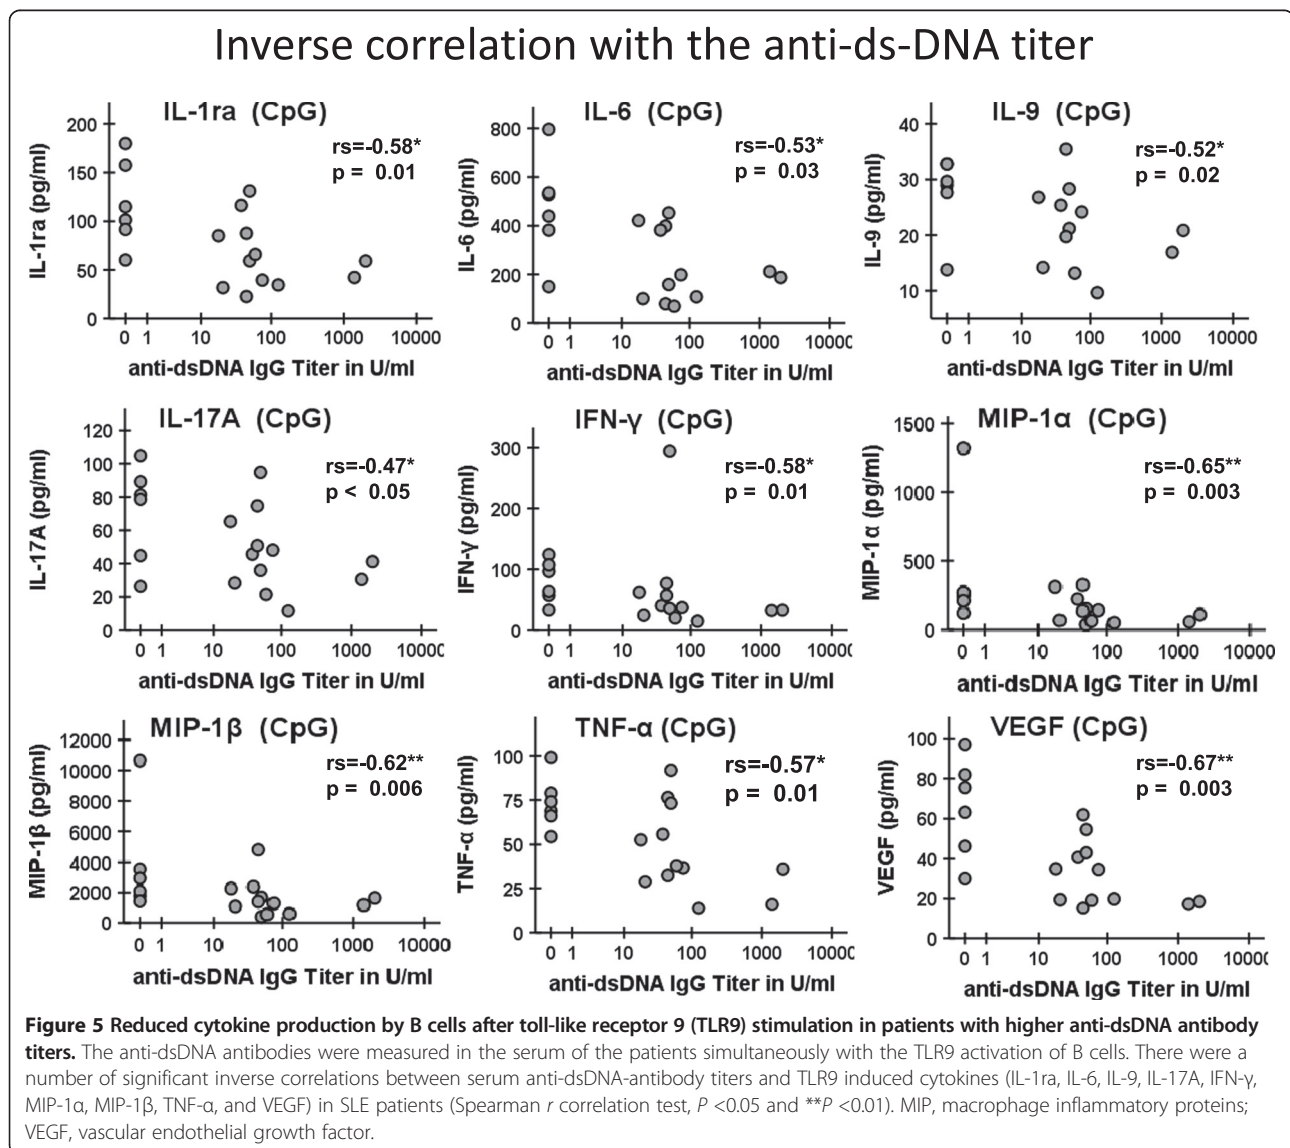 Inverse correlation with the anti-ds-DNA titer
IL-1ra (CpG)
rs=-0.58*
p = 0.01
IL-1ra (pg/ml)
200
150
100
50
0
0 1 10 100 1000 10000
anti-dsDNA IgG Titer in U/ml
IL-6 (CpG)
rs=-0.53*
p = 0.03
IL-6 (pg/ml)
800
600
400
200
0
0 1 10 100 1000 1000
anti-dsDNA IgG Titer in U/ml
IL-9 (CpG)
rs=-0.52*
p = 0.02
IL-9 (pg/ml)
40
30
20
10
0 1 10 100 1000 10000
anti-dsDNA IgG Titer in U/ml
IL-17A (CpG)
rs=-0.47*
p < 0.05
IL-17A (pg/ml)
120
100
80
60
40
20
0
0 1 10 100 1000 10000
anti-dsDNA IgG Titer in U/ml
IFN-γ (CpG)
rs=-0.58*
p = 0.01
IFN-γ (pg/ml)
300
200
100
0
0 1 10 100 1000 1000
anti-dsDNA IgG Titer in U/ml
MIP-1α (CpG)
rs=-0.65**
p = 0.003
MIP-1α (pg/ml)
1500
1000
500
0
0 1 10 100 1000 10000
anti-dsDNA IgG Titer in U/ml
MIP-1β (CpG)
rs=-0.62**
p = 0.006
MIP-1β (pg/ml)
12000
10000
8000
6000
4000
2000
0
0 1 10 100 1000 10000
anti-dsDNA IgG Titer in U/ml
TNF-α (CpG)
rs=-0.57*
p = 0.01
TNF-α (pg/ml)
100
75
50
25
0
0 1 10 100 1000 10000
anti-dsDNA IgG Titer in U/ml
VEGF (CpG)
rs=-0.67**
p = 0.003
VEGF (pg/ml)
100
80
60
40
20
0
0 1 10 100 1000 1000
anti-dsDNA IgG Titer in U/ml
Figure 5 Reduced cytokine production by B cells after toll-like receptor 9 (TLR9) stimulation in patients with higher anti-dsDNA antibody
titers. The anti-dsDNA antibodies were measured in the serum of the patients simultaneously with the TLR9 activation of B cells. There were a
number of significant inverse correlations between serum anti-dsDNA-antibody titers and TLR9 induced cytokines (IL-1ra, IL-6, IL-9, IL-17A, IFN-γ,
MIP-1α, MIP-1β, TNF-α, and VEGF) in SLE patients (Spearman r correlation test, P <0.05 and **P <0.01). MIP, macrophage inflammatory proteins;
VEGF, vascular endothelial growth factor.